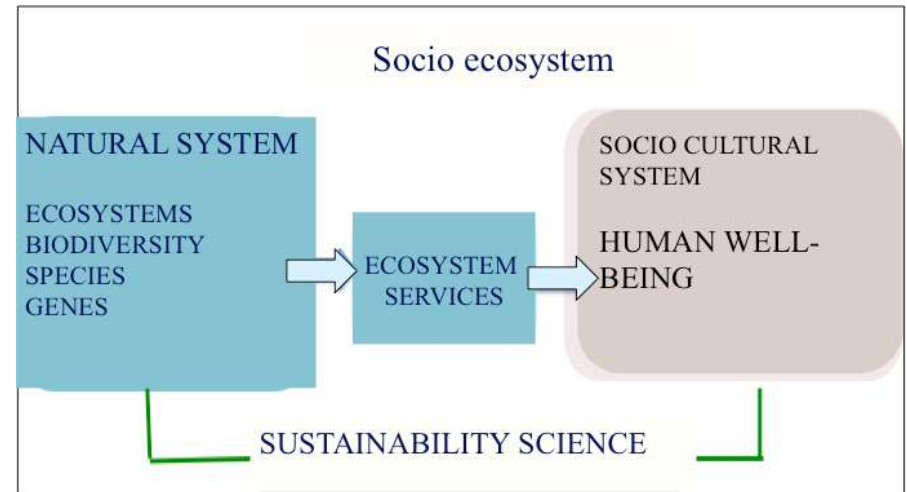 Socio ecosystem
NATURAL SYSTEM
ECOSYSTEMS
BIODIVERSITY
SPECIES
GENES
ECOSYSTEM
SERVICES
SOCIO CULTURAL
SYSTEM
HUMAN WELL-
BEING
SUSTAINABILITY SCIENCE